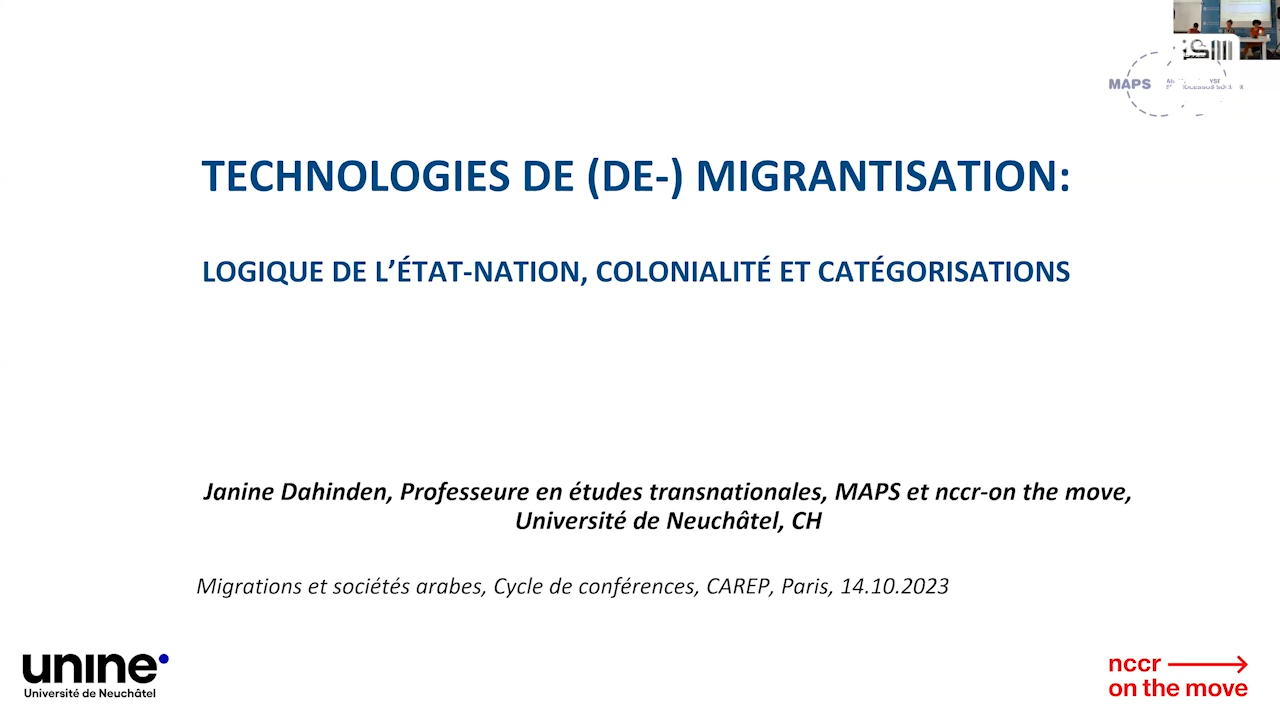 MAPS
TECHNOLOGIES DE (DE-) MIGRANTISATION:
LOGIQUE DE L’ÉTAT-NATION, COLONIALITÉ ET CATÉGORISATIONS
Janine Dahinden, Professeure en études transnationales, MAPS et nccr-on the move,
Université de Neuchâtel, CH
Migrations et sociétés arabes, Cycle de conférences, CAREP, Paris, 14.10.2023
unine
Université de Neuchâtel
nccr
on the move